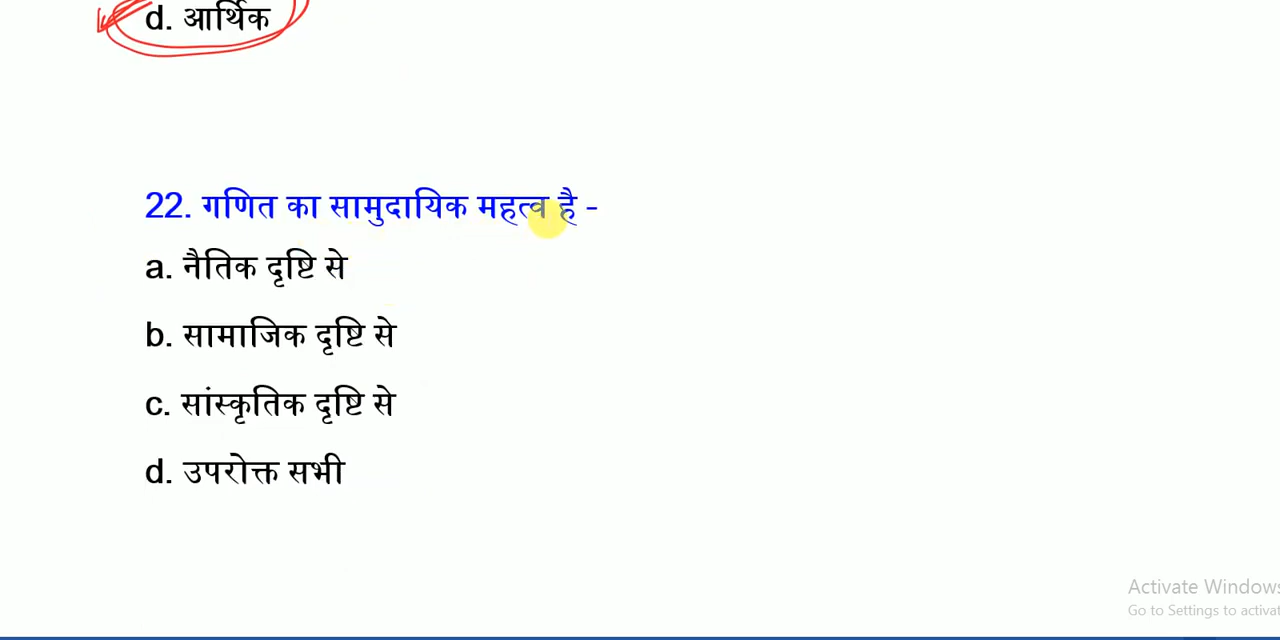 d. आर्थिक
22. गणित का सामुदायिक महत्व है -
a. नैतिक दृष्टि से
b. सामाजिक दृष्टि से
c. सांस्कृतिक दृष्टि से
d. उपरोक्त सभी
Activate Windows
Go to Settings to activat